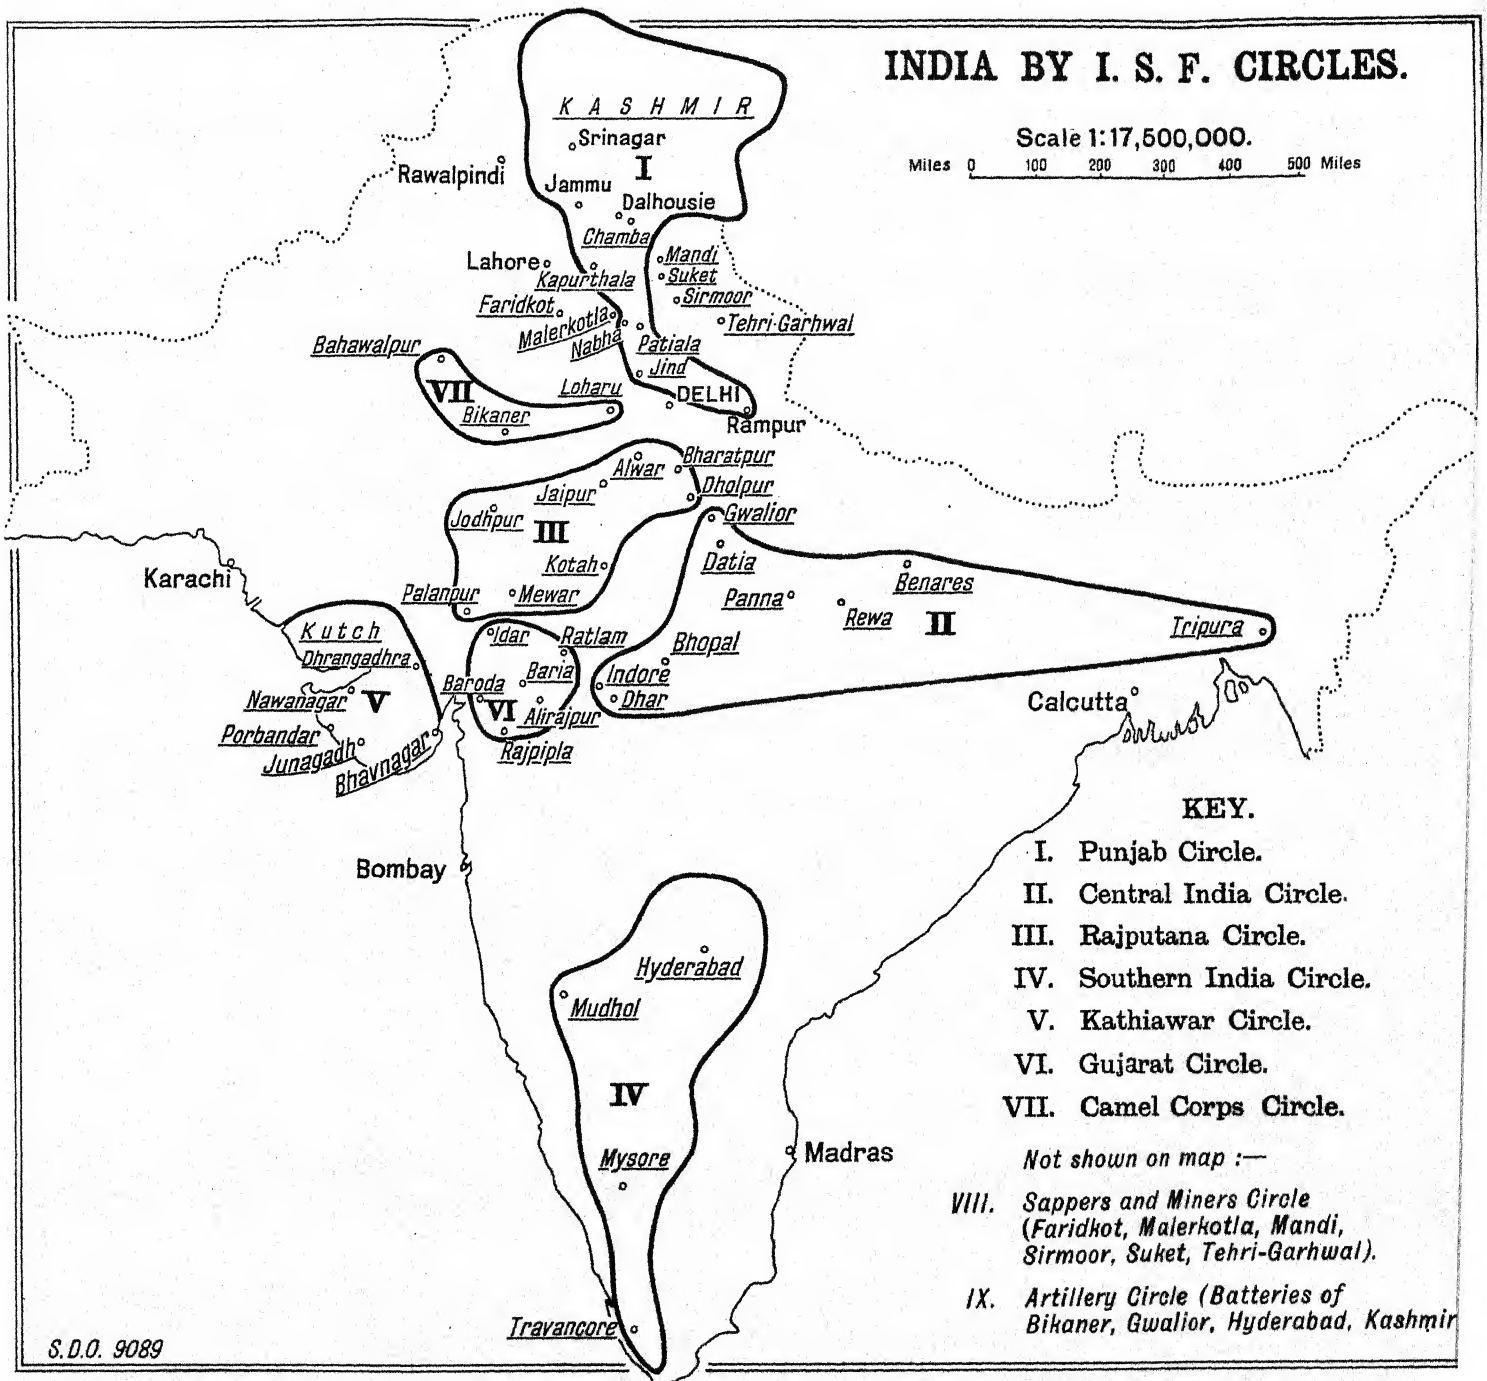 INDIA BY I. S. F. CIRCLES.
Scale 1:17,500,000.
Miles 0 100 200 300 400 500 Miles
KASHMIR
Srinagar
I
Rawalpindi
Jammu
Dalhousie
Chamba
Lahore
Kapurthala
Mandi
Suket
Sirmoor
Faridkot
Malerkotla
Nabha
Tehri-Garhwal
Patiala
Bahawalpur
Jind
VII
Loharu
DELHI
Bikaner
Rampur
Alwar
Bharatpur
Jaipur
Dholpur
Jodhpur
III
Gwalior
Kotah
Datia
Karachi
Benares
Palanpur
Mewar
Panna
Rewa
II
Tripura
Kutch
Idar
Ratlam
Bhopal
Dhrangadhra
Baria
Indore
Baroda
Nawanagar
V
VI
Alirajpur
Dhar
Calcutta
Porbandar
Junagadh
Bhavnagar
Rajpipla
Bombay
Hyderabad
Mudhol
IV
Mysore
Madras
Travancore
KEY.
I. Punjab Circle.
II. Central India Circle.
III. Rajputana Circle.
IV. Southern India Circle.
V. Kathiawar Circle.
VI. Gujarat Circle.
VII. Camel Corps Circle.
Not shown on map :—
VIII. Sappers and Miners Circle
(Faridkot, Malerkotla, Mandi,
Sirmoor, Suket, Tehri-Garhwal).
IX. Artillery Circle (Batteries of
Bikaner, Gwalior, Hyderabad, Kashmir
S.D.O. 9089